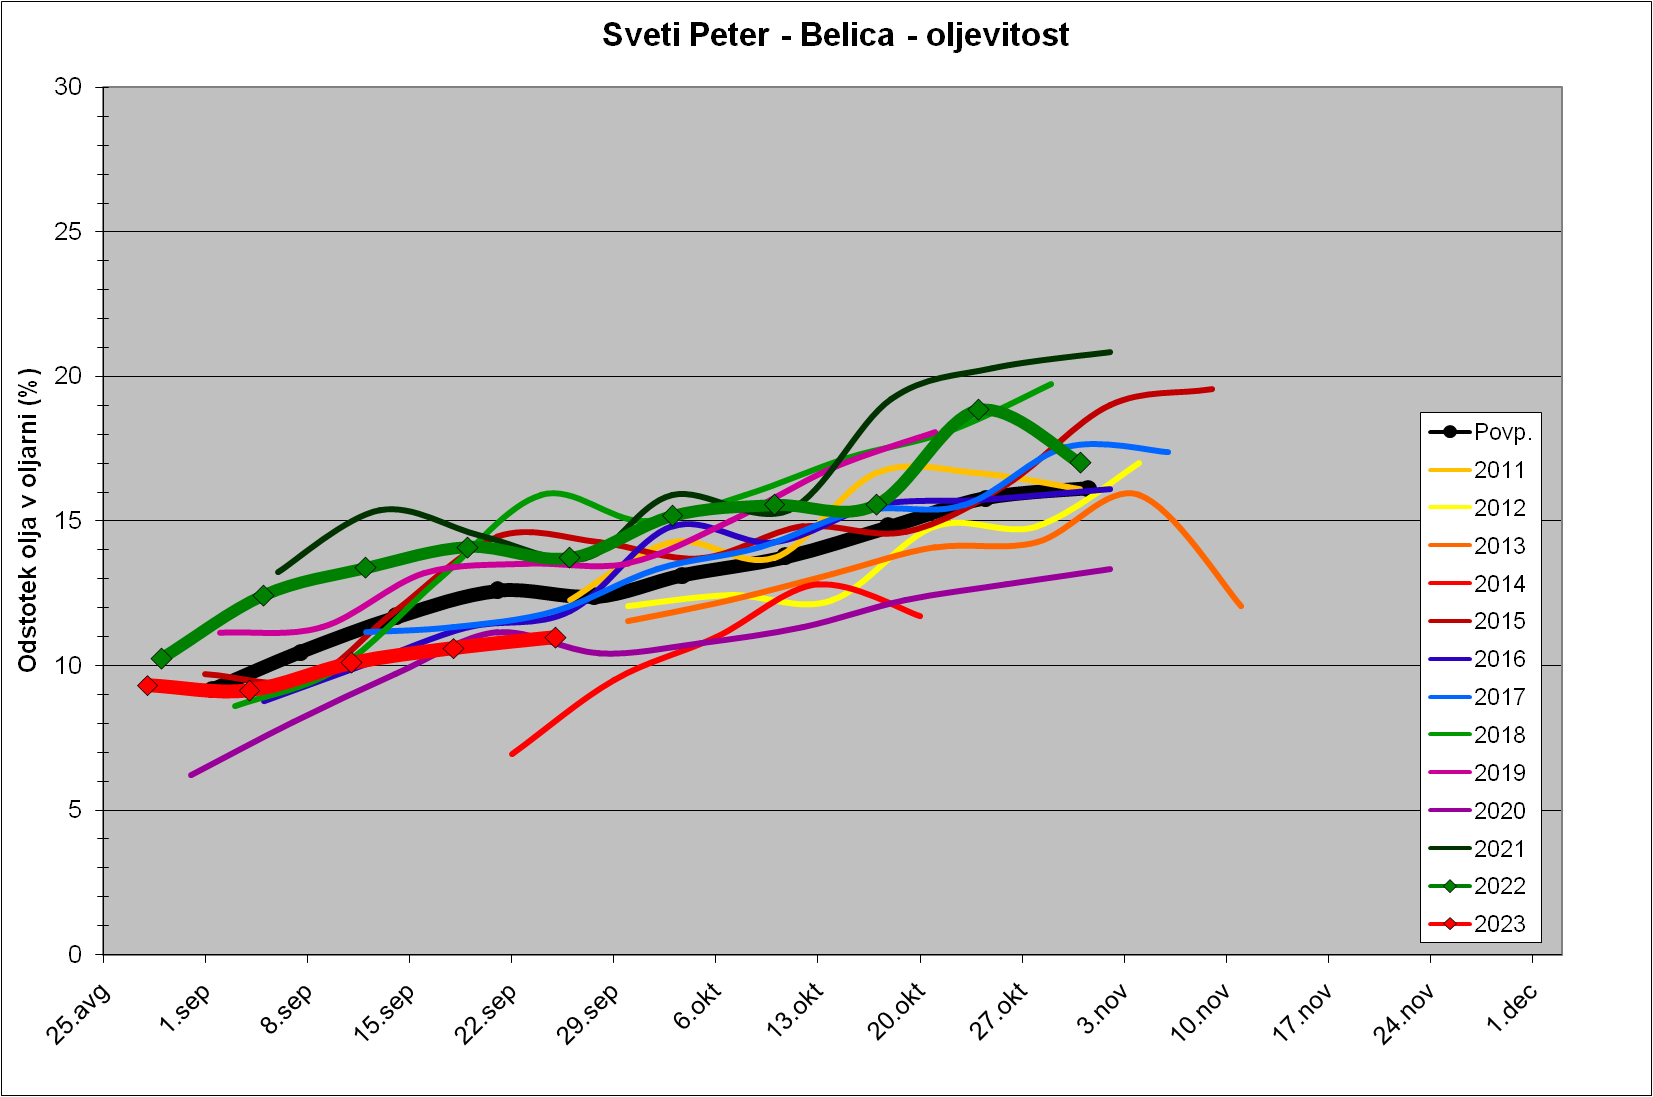 Sveti Peter - Belica - oljevitost
Odstotek olja v oljarni (%)
30
25
20
15
10
5
0
25.avg
1.sep
8.sep
15.sep
22.sep
29.sep
6.okt
13.okt
20.okt
27.okt
3.nov
10.nov
17.nov
24.nov
1.dec
Povp.
2011
2012
2013
2014
2015
2016
2017
2018
2019
2020
2021
2022
2023